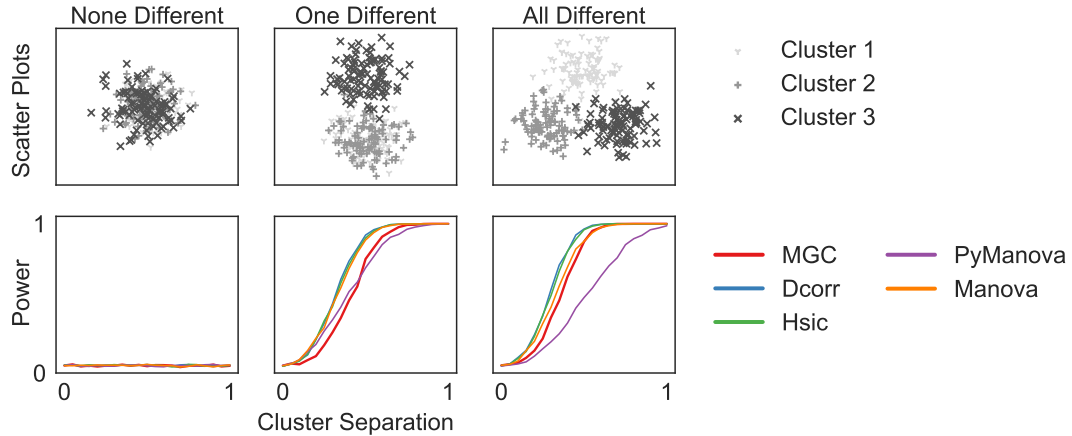 None Different
One Different
All Different
Scatter Plots
Cluster 1
Cluster 2
Cluster 3
Power
1
0
0 1
0 1
0 1
Cluster Separation
MGC
Dcorr
Hsic
PyManova
Manova